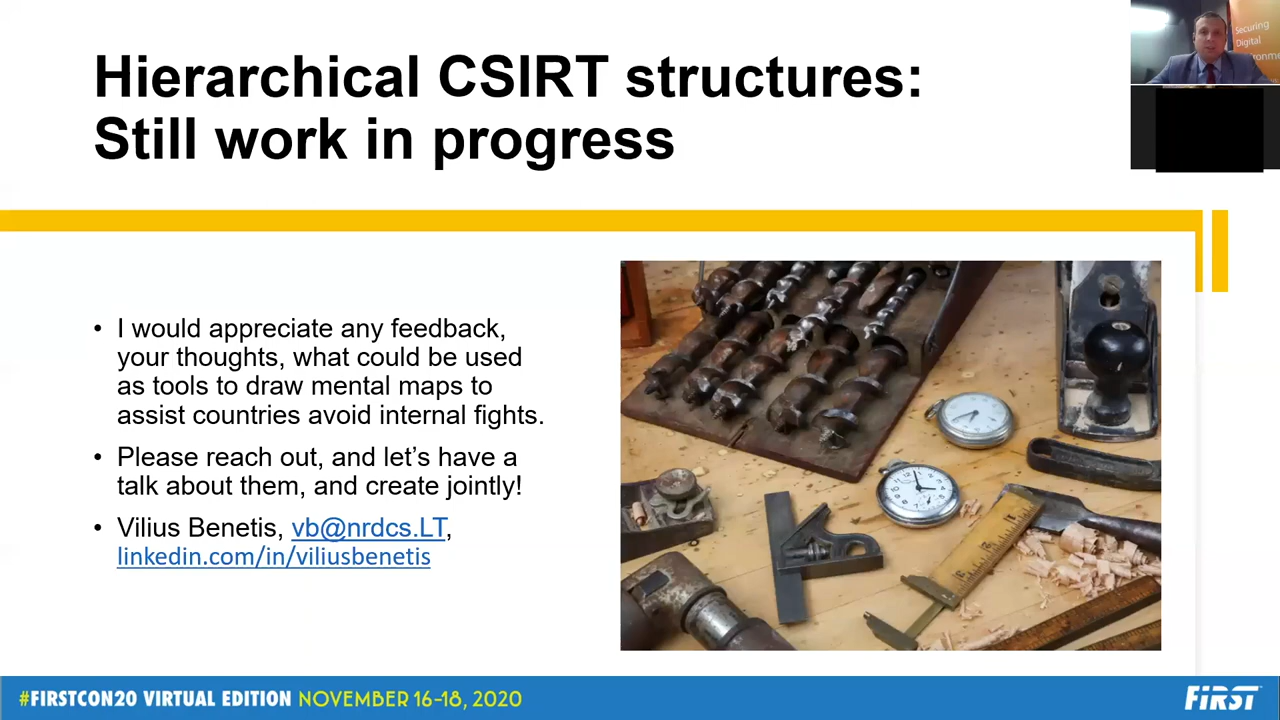 Hierarchical CSIRT structures:
Still work in progress
Securing
Digital
• I would appreciate any feedback,
your thoughts, what could be used
as tools to draw mental maps to
assist countries avoid internal fights.
• Please reach out, and let's have a
talk about them, and create jointly!
• Vilius Benetis, vb@nrdcs.LT,
linkedin.com/in/viliusbenetis
#FIRSTCON20 VIRTUAL EDITION NOVEMBER 16-18, 2020
FIRST